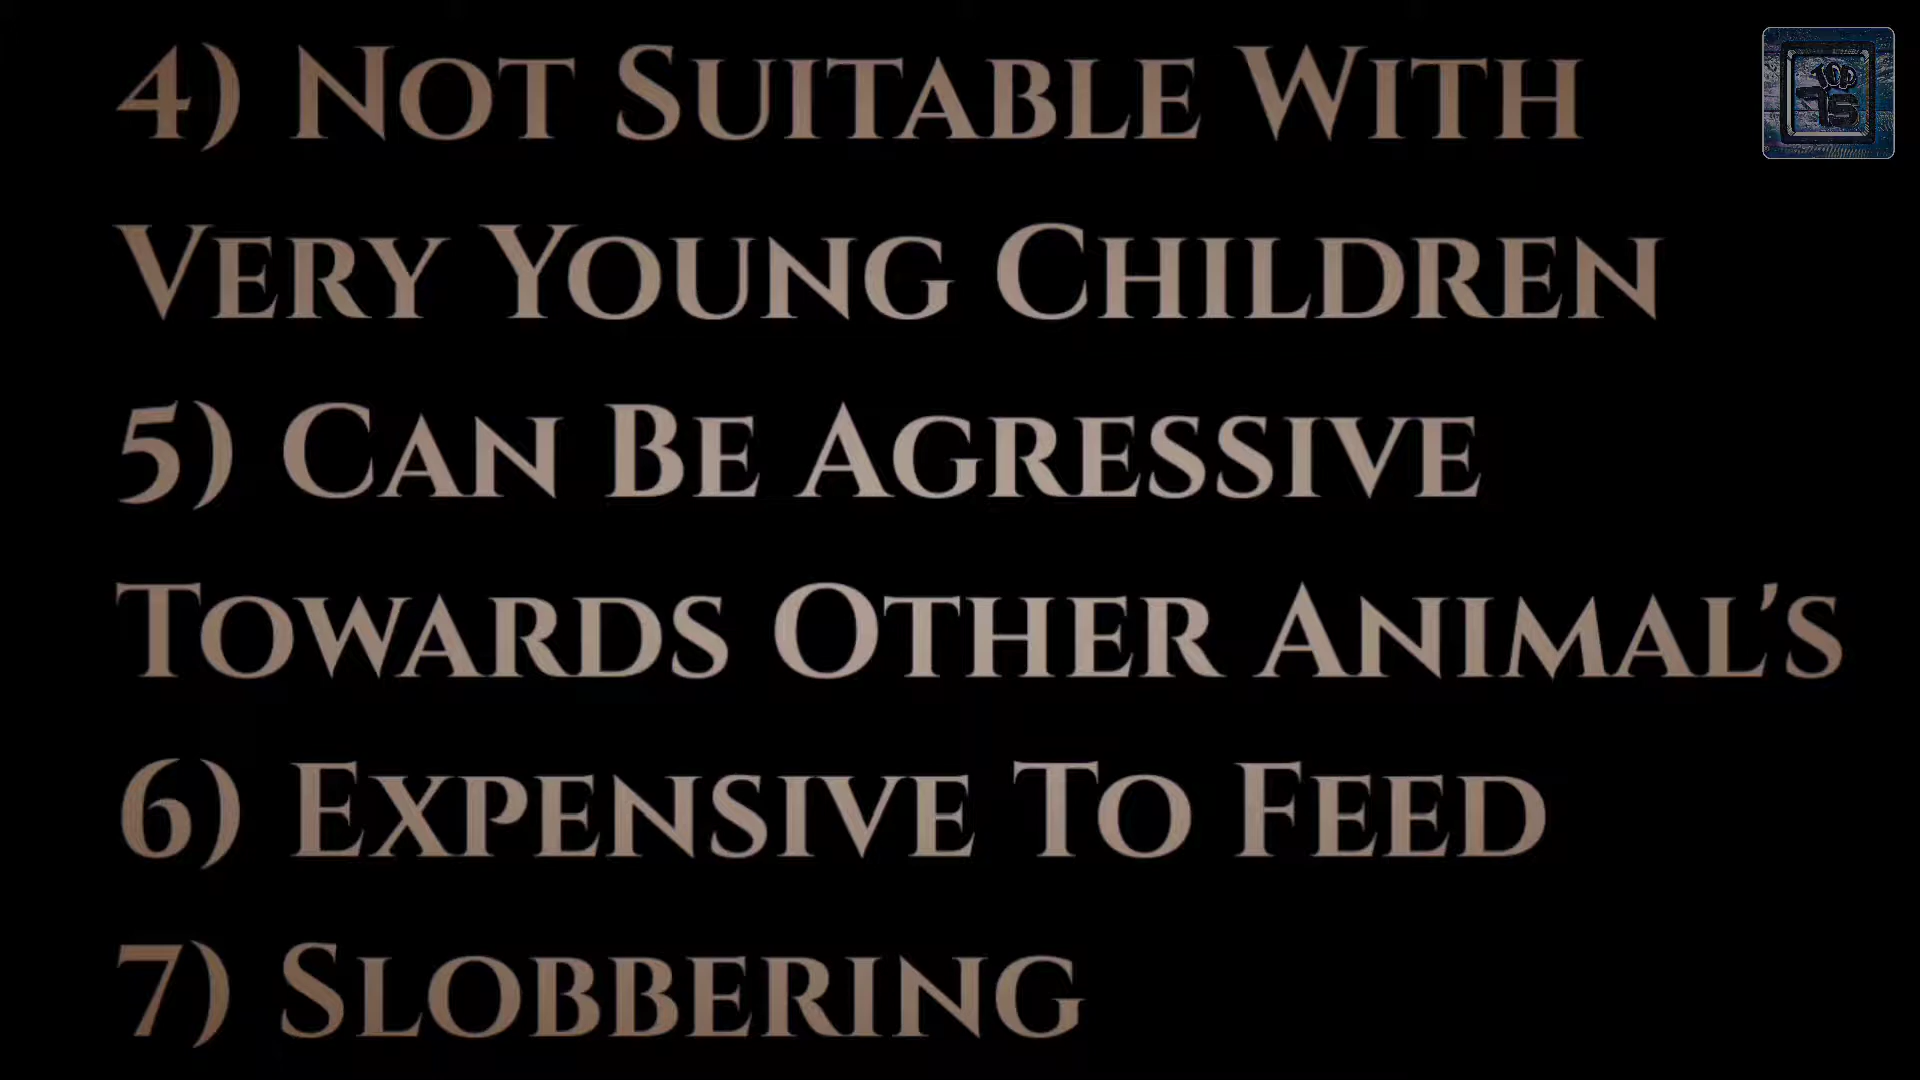 4) Not Suitable With
Very Young Children
5) Can Be Agressive
Towards Other Animal's
6) Expensive To Feed
7) Slobbering